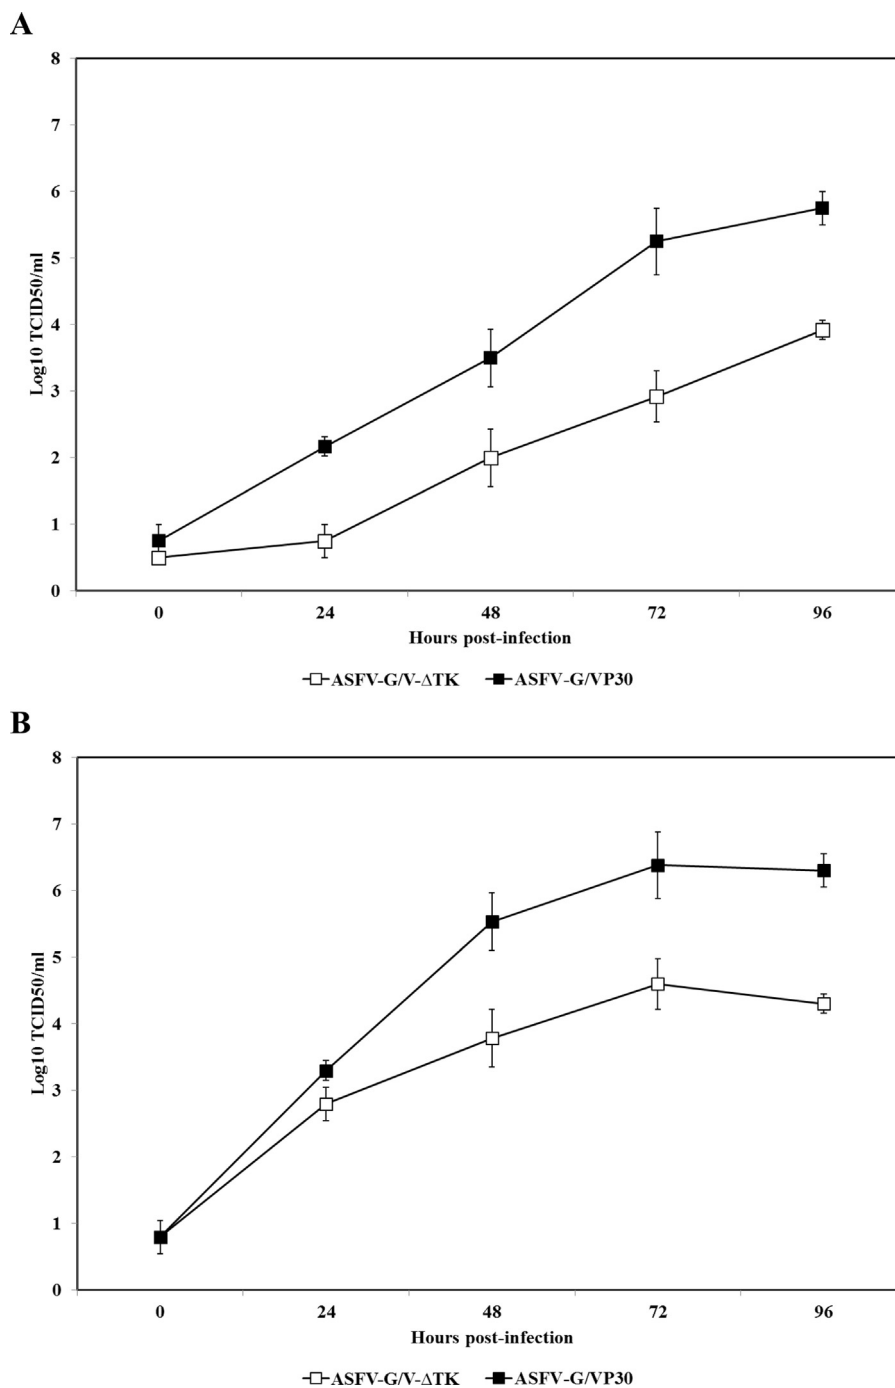 A
8
7
6
5
4
3
2
1
0
Log10 TCID50/ml
0 24 48 72 96
Hours post-infection
ASFV-G/V-ΔTK ASFV-G/VP30
B
8
7
6
5
4
3
2
1
0
Log10 TCID50/ml
0 24 48 72 96
Hours post-infection
ASFV-G/V-ΔTK ASFV-G/VP30